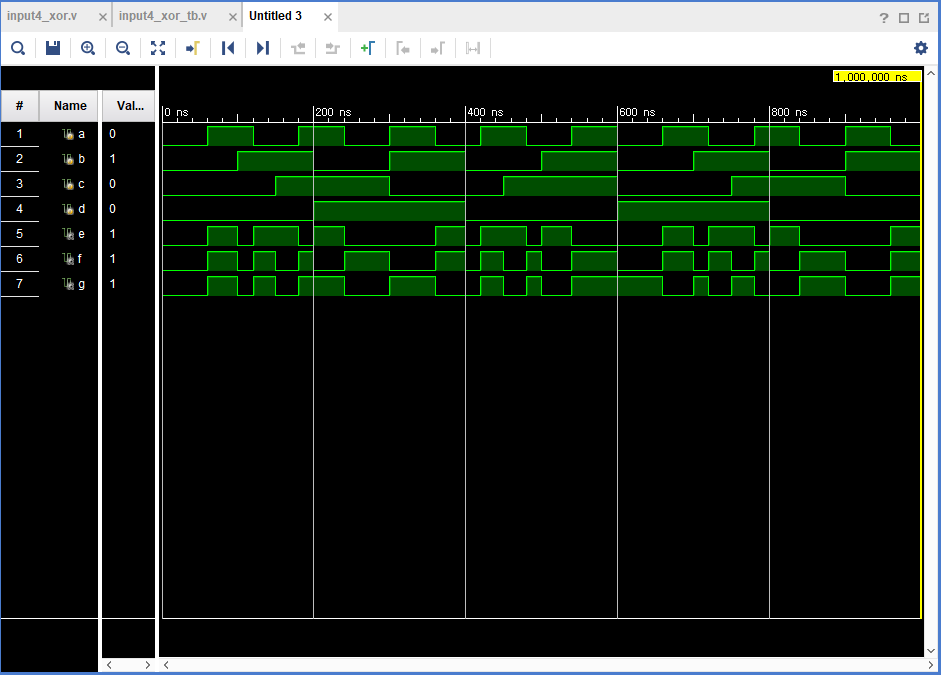 input4_xor.v × input4_xor_tb.v × Untitled 3 ×
1,000,000 ns
# Name Val...
0 ns 200 ns 400 ns 600 ns 800 ns
1 a 0
2 b 1
3 c 0
4 d 0
5 e 1
6 f 1
7 g 1